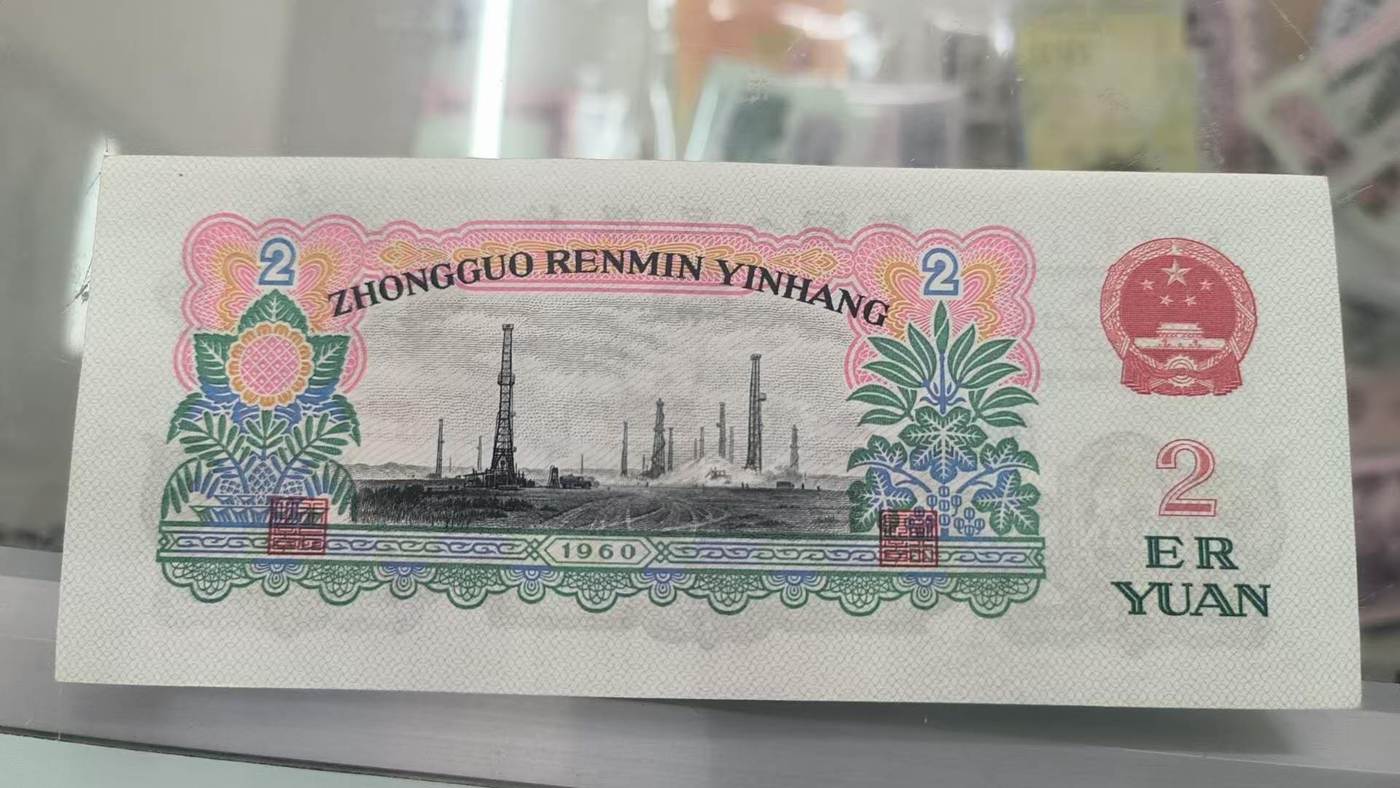 2
2
ZHONGGUO RENMIN YINHANG
2
ER
YUAN
1960